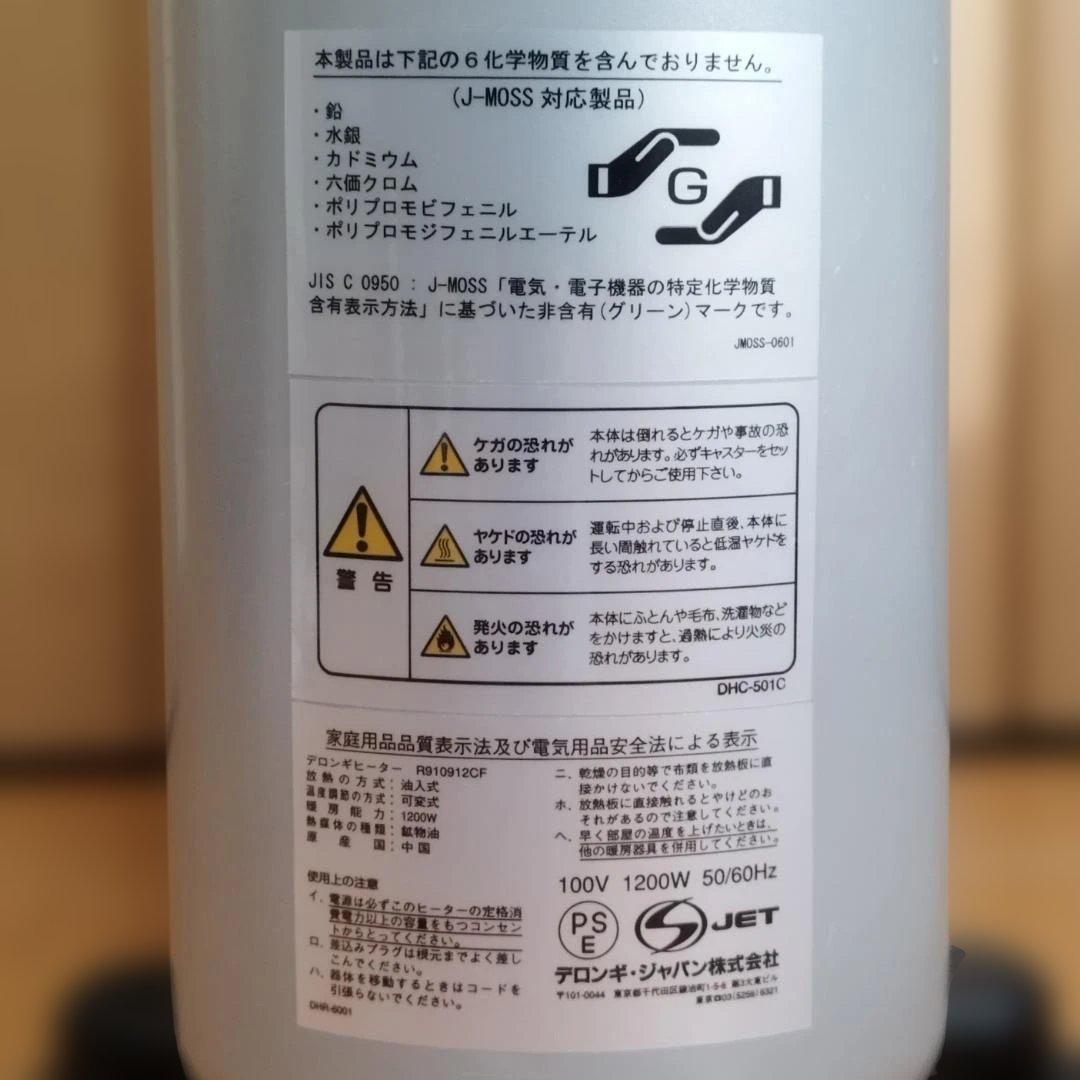 本製品は下記の6化学物質を含んでおりません。
(J-MOSS 対応製品)
・鉛
・水銀
・カドミウム
・六価クロム
・ポリブロモビフェニル
・ポリブロモジフェニルエーテル
G
JIS C 0950 : J-MOSS「電気・電子機器の特定化学物質
含有表示方法」に基づいた非含有(グリーン)マークです。
JMOSS-0601
警告
ケガの恐れが
あります
本体は倒れるとケガや事故の恐
れがあります。必ずキャスターをセッ
トしてからご使用下さい。
ヤケドの恐れが
あります
運転中および停止直後、本体に
長い間触れていると低温ヤケドを
する恐れがあります。
発火の恐れが
あります
本体にふとんや毛布、洗濯物など
をかけますと、過熱により火災の
恐れがあります。
DHC-501C
家庭用品品質表示法及び電気用品安全法による表示
デロンギヒーター R910912CF
放熱の方式:油入式
温度調節の方式:可変式
暖房能力:1200W
熱媒体の種類:鉱物油
原産国:中国
使用上の注意
イ．電源は必ずこのヒーターの定格消
費電力以上の容量をもつコンセン
トからとってください。
ロ．差込みプラグは根元までよく差し
こんでください。
ハ．器体を移動するときはコードを
引張らないでください。
DHR-6001
ニ．乾燥の目的等で布類を放熱板に直
接かけないでください。
ホ．放熱板に直接触れるとやけどのお
それがあるので注意してください。
ヘ．早く部屋の温度を上げたいときは、
他の暖房器具を併用してください。
100V 1200W 50/60Hz
PS
E
JET
デロンギ・ジャパン株式会社
〒101-0044 東京都千代田区鍛冶町1-5-6 第3大東ビル
東京☎03(5256)6321